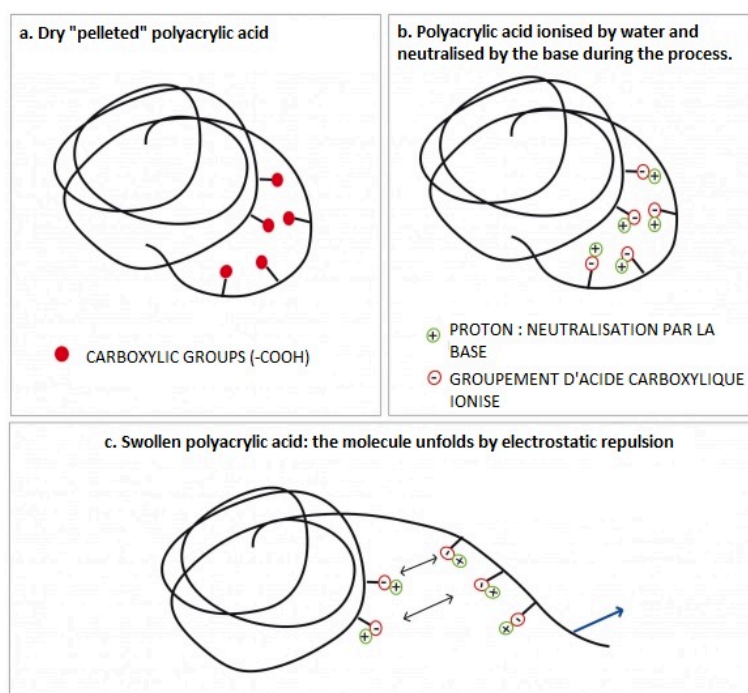 a. Dry "pelleted" polyacrylic acid
CARBOXYLIC GROUPS (-COOH)
b. Polyacrylic acid ionised by water and
neutralised by the base during the process.
PROTON : NEUTRALISATION PAR LA
BASE
GROUPEMENT D'ACIDE CARBOXYLIQUE
IONISE
c. Swollen polyacrylic acid: the molecule unfolds by electrostatic repulsion